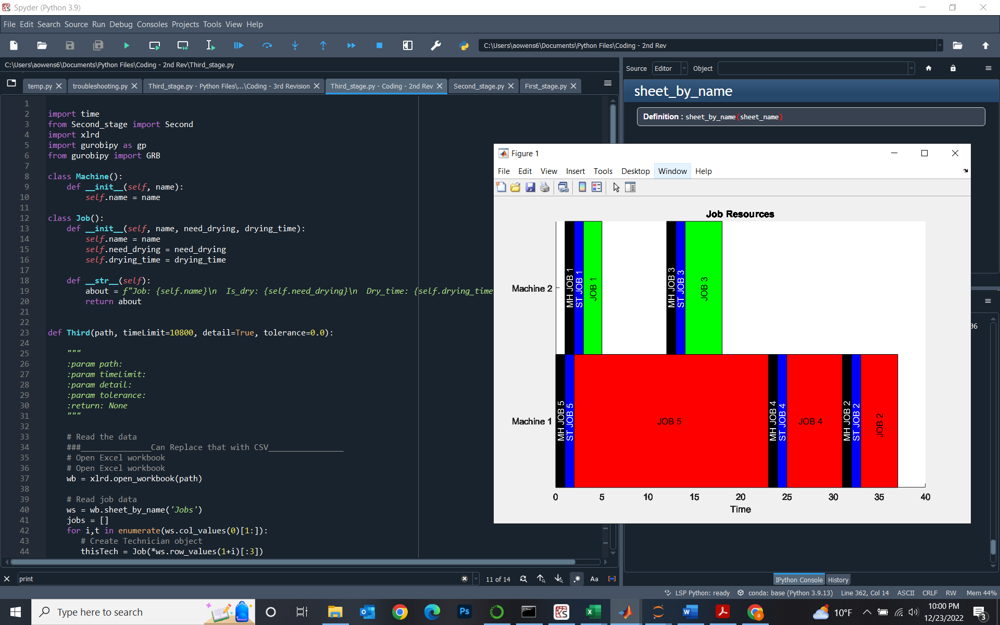 Spyder (Python 3.9)
File Edit Search Source Run Debug Consoles Projects Tools View Help
C:\Users\aowens6\Documents\Python Files\Coding - 2nd Rev
C:\Users\aowens6\Documents\Python Files\Coding - 2nd Rev\Third_stage.py
temp.py troubleshooting.py Third_stage.py - Python Files\...\Coding - 3rd Revision Third_stage.py - Coding - 2nd Rev Second_stage.py First_stage.py
1
2 import time
3 from Second_stage import Second
4 import xlrd
5 import gurobipy as gp
6 from gurobipy import GRB
7
8 class Machine():
9 def __init__(self, name):
10 self.name = name
11
12 class Job():
13 def __init__(self, name, need_drying, drying_time):
14 self.name = name
15 self.need_drying = need_drying
16 self.drying_time = drying_time
17
18 def __str__(self):
19 about = f"Job: {self.name}\n  Is_dry: {self.need_drying}\n  Dry_time: {self.drying_time
20 return about
21
22
23 def Third(path, timeLimit=10800, detail=True, tolerance=0.0):
24
25 """
26 :param path:
27 :param timeLimit:
28 :param detail:
29 :param tolerance:
30 :return: None
31 """
32
33 # Read the data
34 ###_______________Can Replace that with CSV________________
35 # Open Excel workbook
36 # Open Excel workbook
37 wb = xlrd.open_workbook(path)
38
39 # Read job data
40 ws = wb.sheet_by_name('Jobs')
41 jobs = []
42 for i,t in enumerate(ws.col_values(0)[1:]):
43 # Create Technician object
44 thisTech = Job(*ws.row_values(1+i)[:3])
print
11 of 14
Aa
Source Editor Object
sheet_by_name
Definition : sheet_by_name(sheet_name)
06
Figure 1
File Edit View Insert Tools Desktop Window Help
Job Resources
Machine 2
MH JOB 1
ST JOB 1
JOB 1
MH JOB 3
ST JOB 3
JOB 3
Machine 1
MH JOB 5
ST JOB 5
JOB 5
MH JOB 4
ST JOB 4
JOB 4
MH JOB 2
ST JOB 2
JOB 2
0 5 10 15 20 25 30 35 40
Time
IPython Console History
LSP Python: ready conda: base (Python 3.9.13) Line 362, Col 14 ASCII CRLF RW Mem 44%
Type here to search
Ps
10°F
10:00 PM
12/23/2022
3